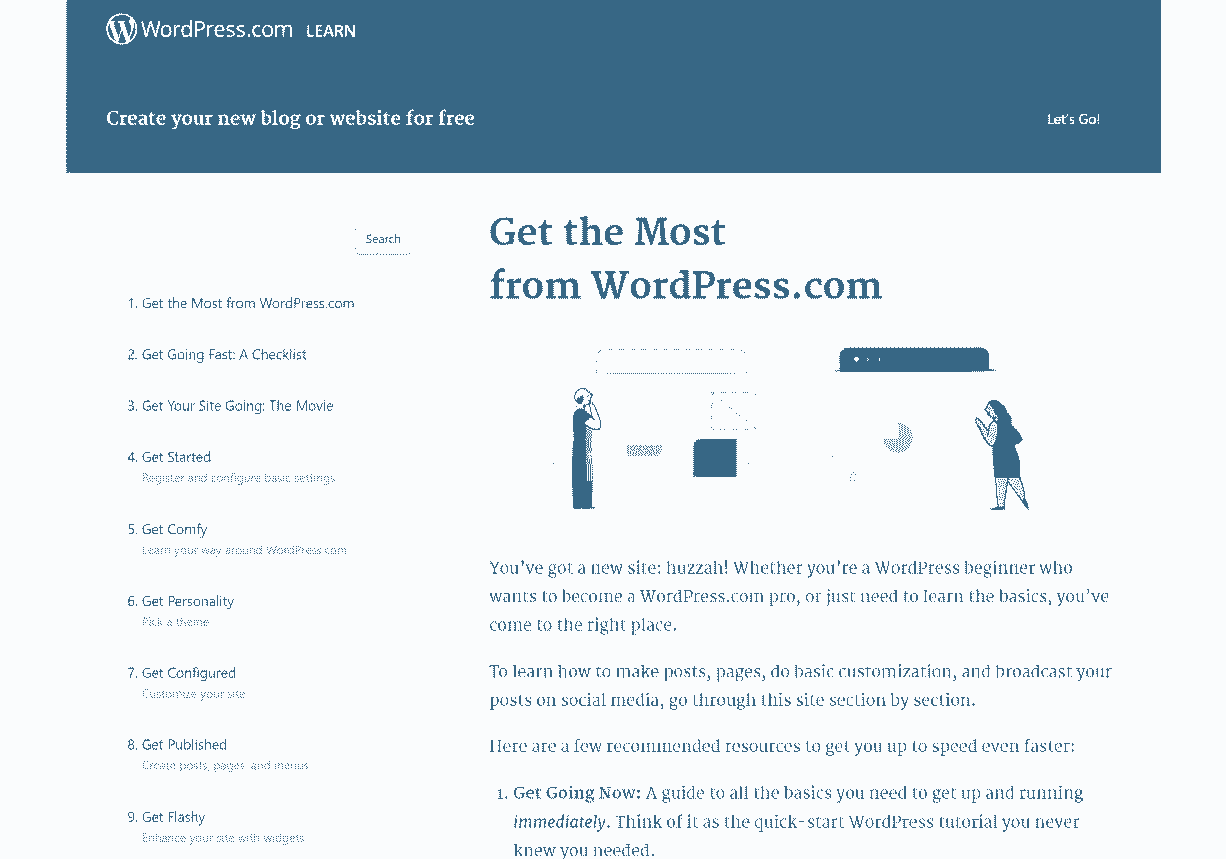 WordPress.com LEARN
Create your new blog or website for free
Let's Go!
Search
1. Get the Most from WordPress.com
2. Get Going Fast: A Checklist
3. Get Your Site Going: The Movie
4. Get Started
Register and configure basic settings
5. Get Comfy
Learn your way around WordPress.com
6. Get Personality
Pick a theme
7. Get Configured
Customize your site
8. Get Published
Create posts, pages, and menus
9. Get Flashy
Enhance your site with widgets
Get the Most
from WordPress.com
You've got a new site: huzzah! Whether you're a WordPress beginner who
wants to become a WordPress.com pro, or just need to learn the basics, you've
come to the right place.
To learn how to make posts, pages, do basic customization, and broadcast your
posts on social media, go through this site section by section.
Here are a few recommended resources to get you up to speed even faster:
1. Get Going Now: A guide to all the basics you need to get up and running
immediately. Think of it as the quick-start WordPress tutorial you never
knew you needed.